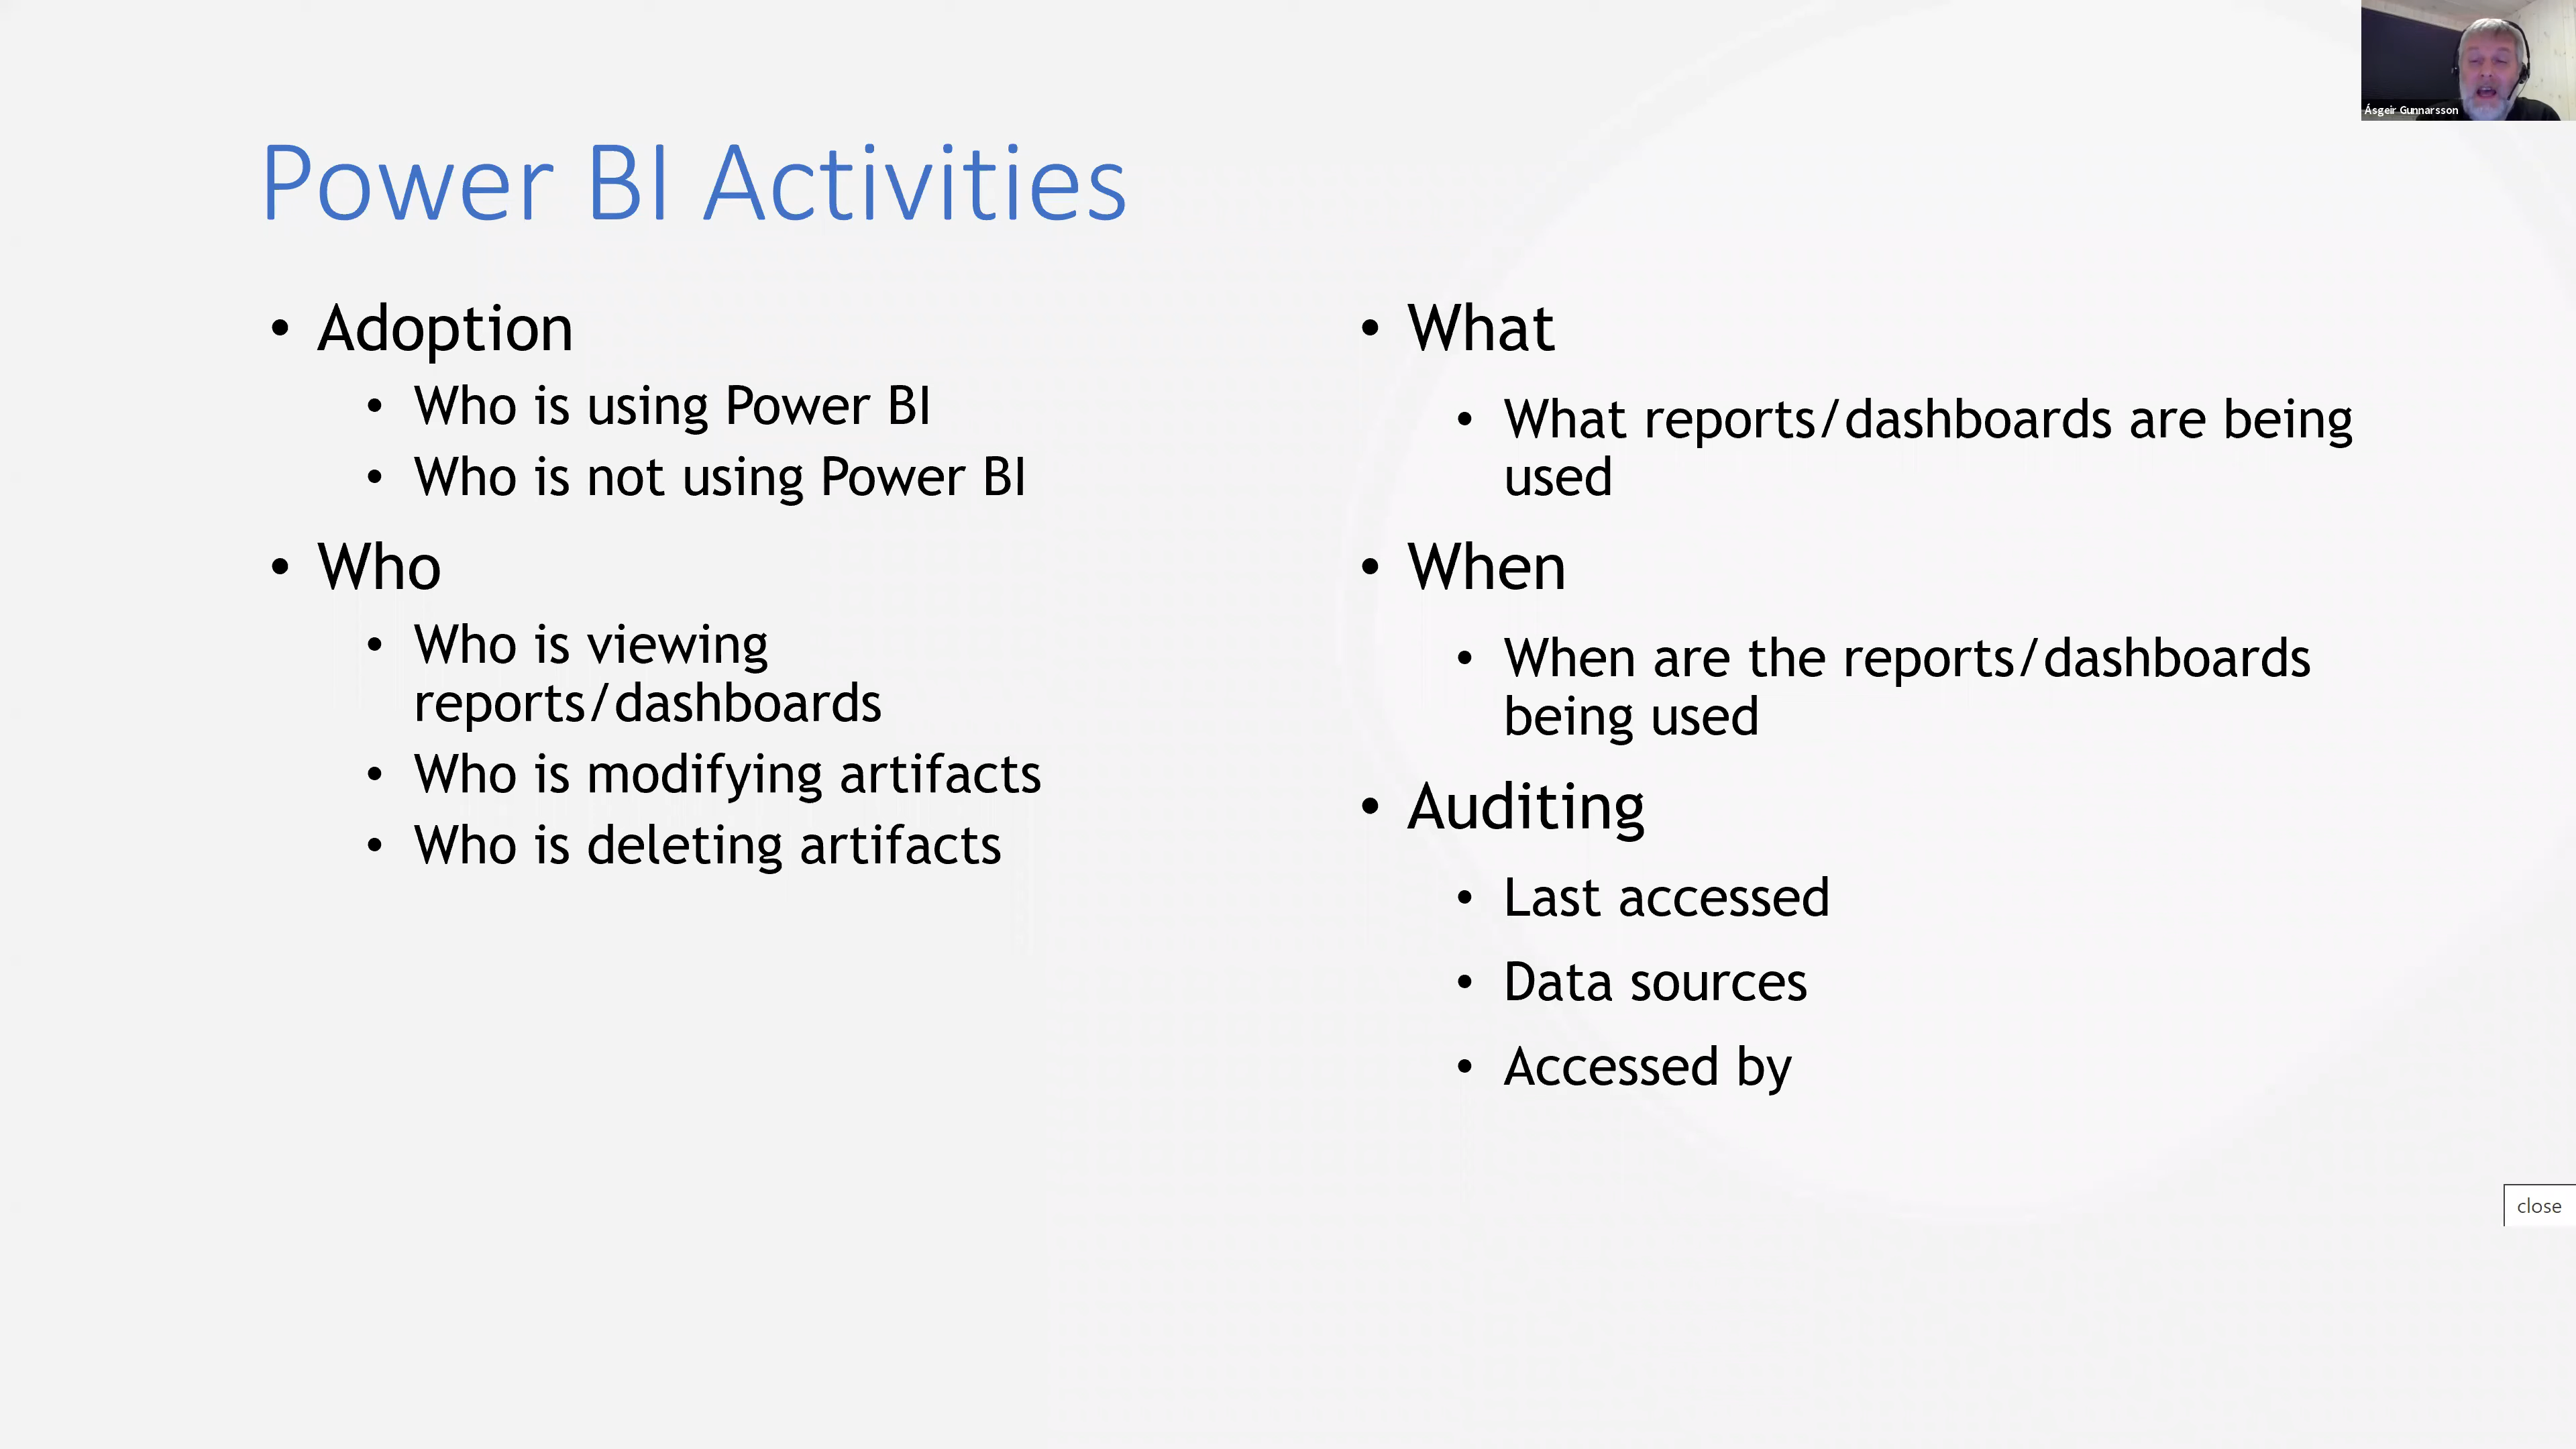 Ásgeir Gunnarsson
Power BI Activities
• Adoption
• Who is using Power BI
• Who is not using Power BI
• Who
• Who is viewing
reports/dashboards
• Who is modifying artifacts
• Who is deleting artifacts
• What
• What reports/dashboards are being
used
• When
• When are the reports/dashboards
being used
• Auditing
• Last accessed
• Data sources
• Accessed by
close